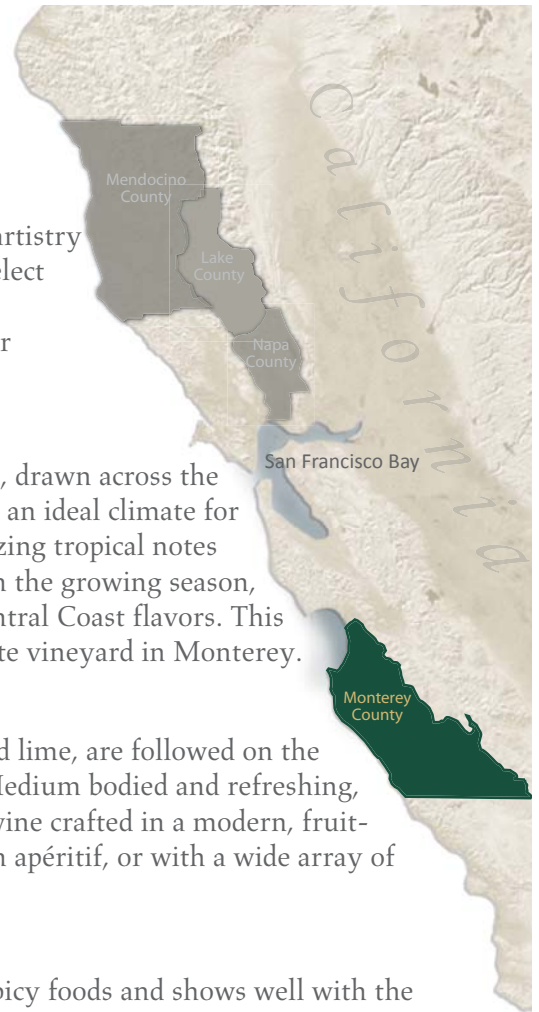 California
Mendocino
County
artistry
Lake
County
elect
Napa
County
San Francisco Bay
, drawn across the
an ideal climate for
zing tropical notes
n the growing season,
ntral Coast flavors. This
te vineyard in Monterey.
Monterey
County
d lime, are followed on the
Medium bodied and refreshing,
wine crafted in a modern, fruit-
n apéritif, or with a wide array of
picy foods and shows well with the